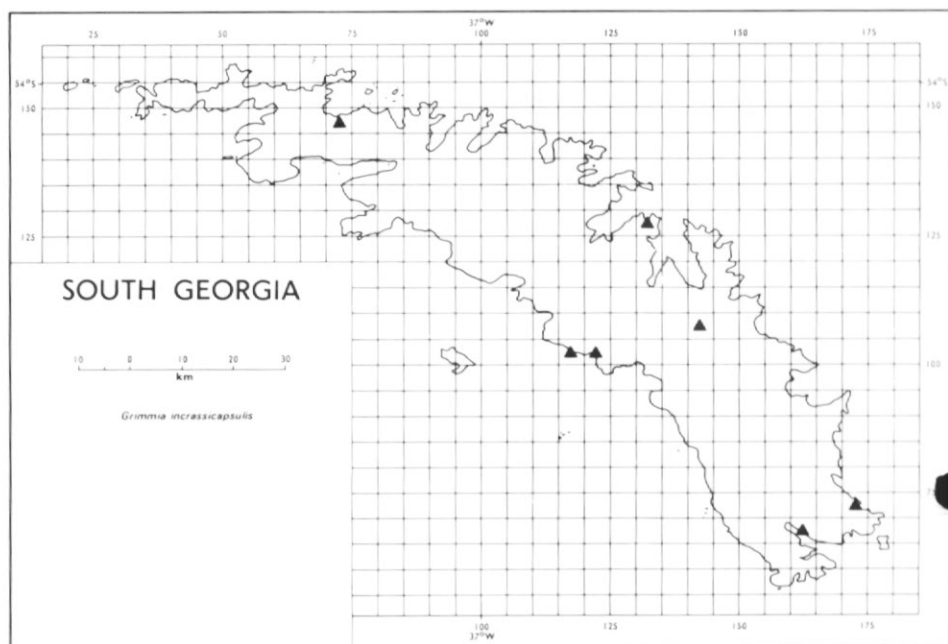 37°W
25 50 75 100 125 150 175
54°S 54°S
150 150
125 125
SOUTH GEORGIA
10 0 10 20 30
km
100
Grimmia incrassicapsulis
100 125 150 175
37°W